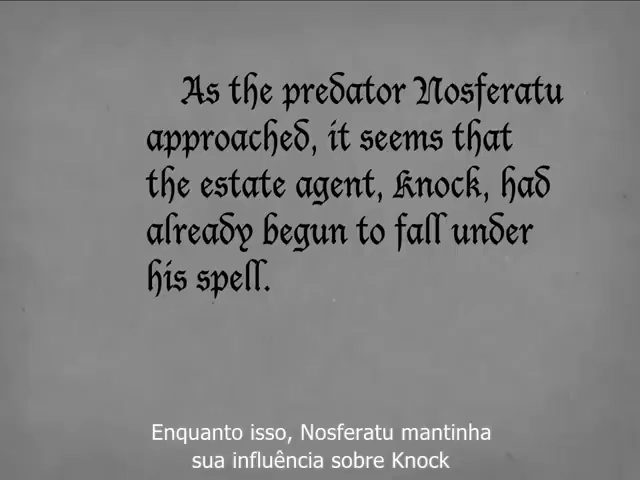 As the predator Nosferatu
approached, it seems that
the estate agent, Knock, had
already begun to fall under
his spell.
Enquanto isso, Nosferatu mantinha
sua influência sobre Knock